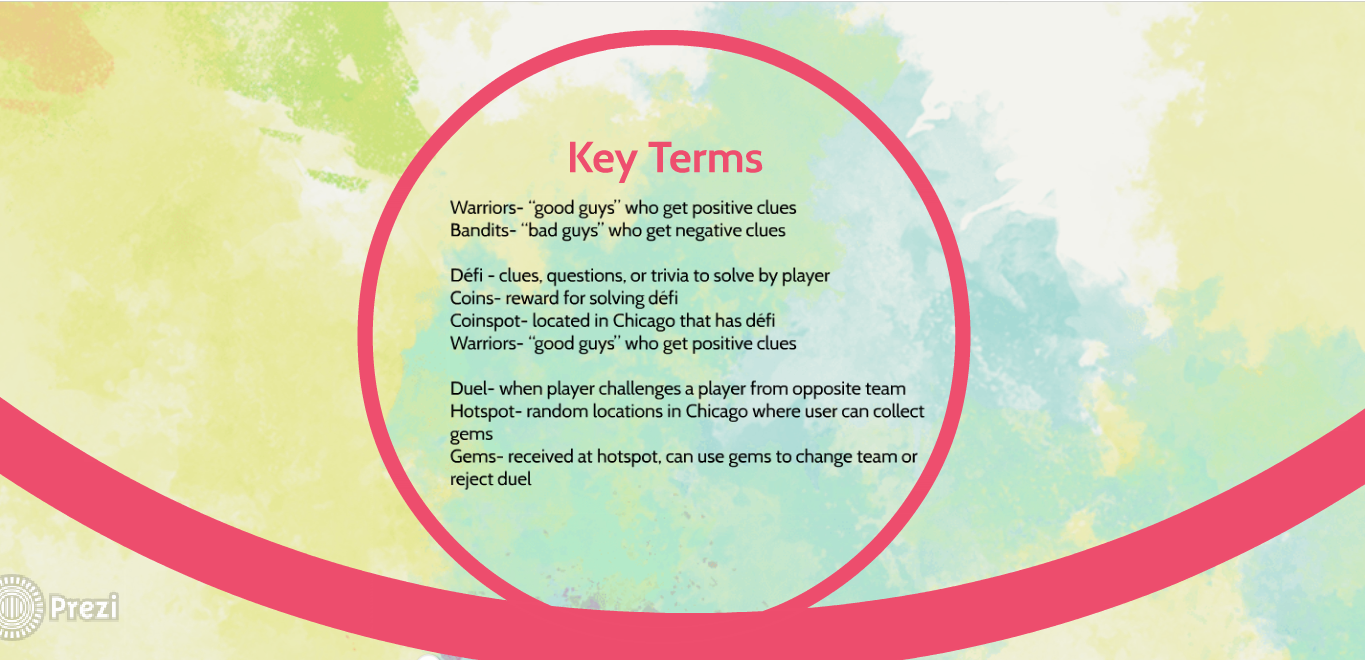 Key Terms
Warriors- “good guys” who get positive clues
Bandits- “bad guys” who get negative clues
Défi - clues, questions, or trivia to solve by player
Coins- reward for solving défi
Coinspot- located in Chicago that has défi
Warriors- “good guys” who get positive clues
Duel- when player challenges a player from opposite team
Hotspot- random locations in Chicago where user can collect
gems
Gems- received at hotspot, can use gems to change team or
reject duel
Prezi